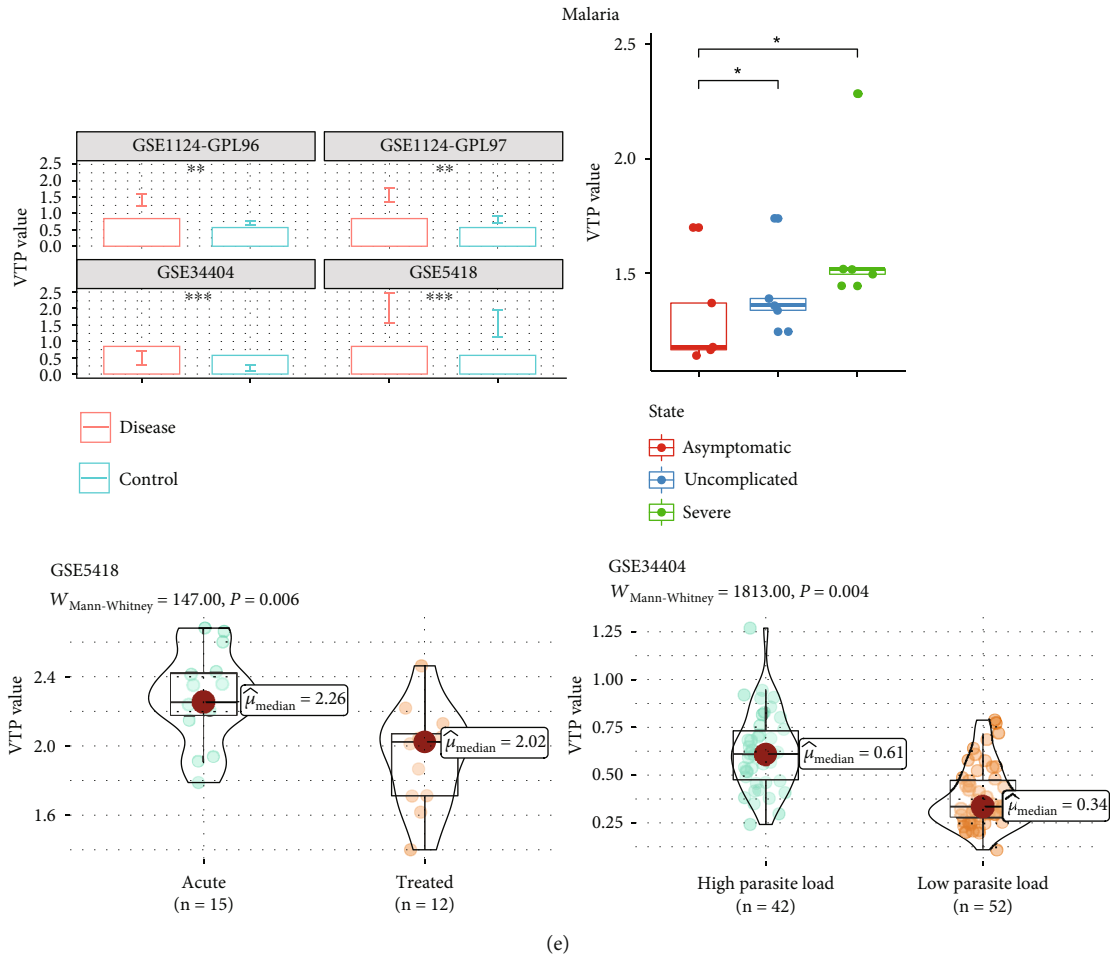 Malaria
GSE1124-GPL96
GSE1124-GPL97
**
**
2.5
2.0
1.5
1.0
0.5
0.0
GSE34404
GSE5418
***
***
2.5
2.0
1.5
1.0
0.5
0.0
VTP value
Disease
Control
2.5
2.0
1.5
VTP value
*
*
State
Asymptomatic
Uncomplicated
Severe
GSE5418
W Mann-Whitney = 147.00, P = 0.006
2.4
2.0
1.6
VTP value
μ̂ median = 2.26
μ̂ median = 2.02
Acute
(n = 15)
Treated
(n = 12)
GSE34404
W Mann-Whitney = 1813.00, P = 0.004
1.25
1.00
0.75
0.50
0.25
VTP value
μ̂ median = 0.61
μ̂ median = 0.34
High parasite load
(n = 42)
Low parasite load
(n = 52)
(e)